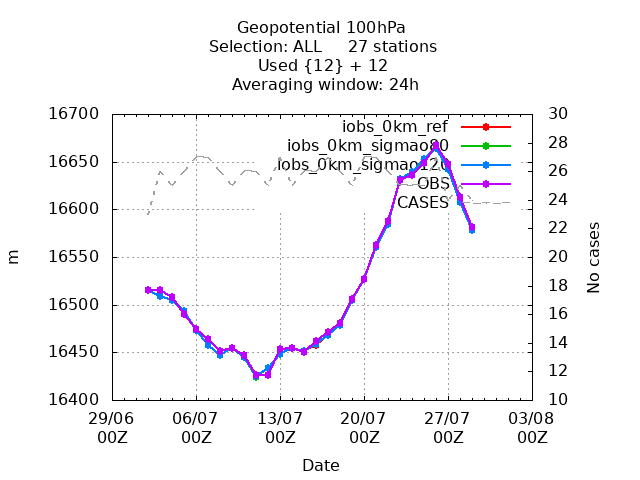 Geopotential 100hPa
Selection: ALL 27 stations
Used {12} + 12
Averaging window: 24h
iobs_0km_ref
iobs_0km_sigmao80
iobs_0km_sigmao120
OBS
CASES
m
16700
16650
16600
16550
16500
16450
16400
30
28
26
24
22
20
18
16
14
12
10
No cases
29/06 06/07 13/07 20/07 27/07 03/08
00Z 00Z 00Z 00Z 00Z 00Z
Date